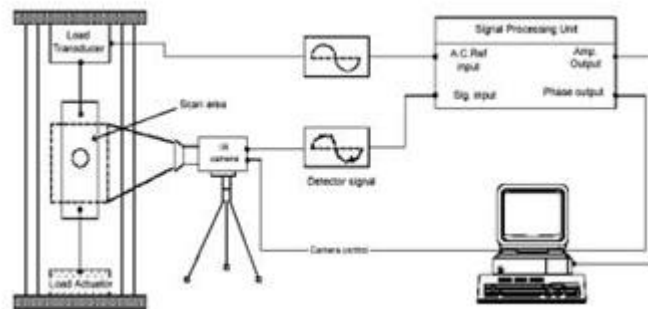 Load
Transducer
Scan area
IR
camera
Load Actuator
Detector signal
Camera control
Signal Processing Unit
A.C.Ref
input
Amp.
Output
Sig. input
Phase output